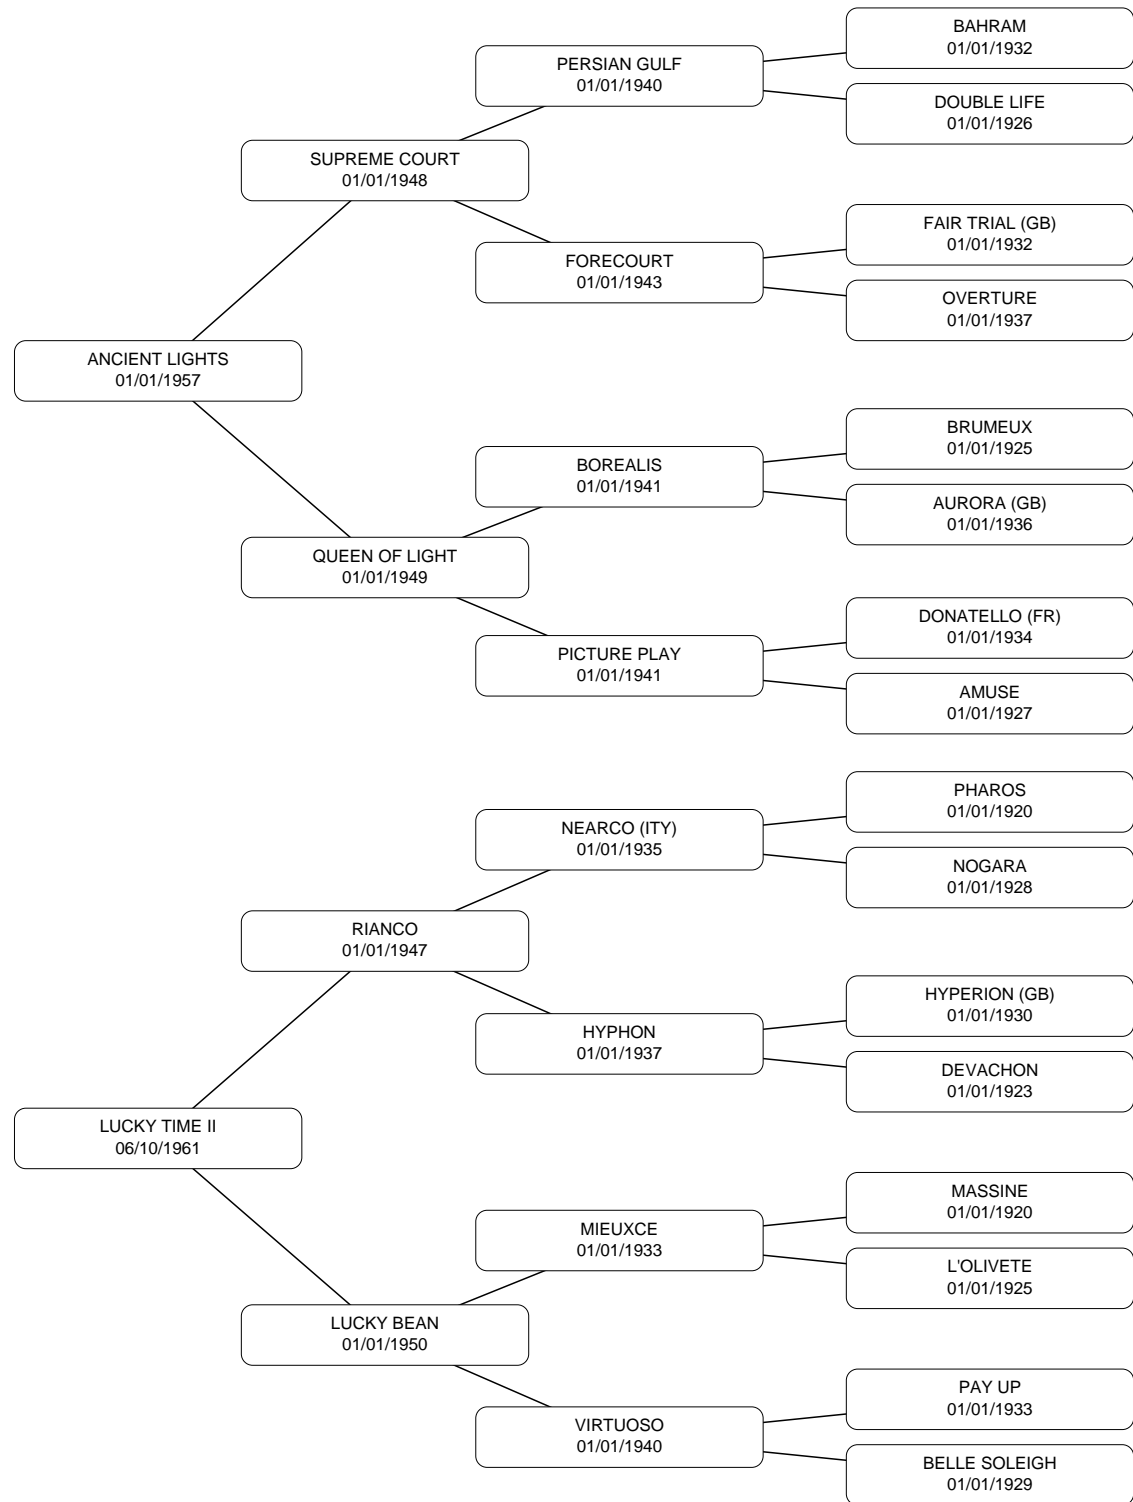 BAHRAM
01/01/1932
PERSIAN GULF
01/01/1940
DOUBLE LIFE
01/01/1926
SUPREME COURT
01/01/1948
FAIR TRIAL (GB)
01/01/1932
FORECOURT
01/01/1943
OVERTURE
01/01/1937
ANCIENT LIGHTS
01/01/1957
BRUMEUX
01/01/1925
BOREALIS
01/01/1941
AURORA (GB)
01/01/1936
QUEEN OF LIGHT
01/01/1949
DONATELLO (FR)
01/01/1934
PICTURE PLAY
01/01/1941
AMUSE
01/01/1927
PHAROS
01/01/1920
NEARCO (ITY)
01/01/1935
NOGARA
01/01/1928
RIANCO
01/01/1947
HYPERION (GB)
01/01/1930
HYPHON
01/01/1937
DEVACHON
01/01/1923
LUCKY TIME II
06/10/1961
MASSINE
01/01/1920
MIEUXCE
01/01/1933
L'OLIVETE
01/01/1925
LUCKY BEAN
01/01/1950
PAY UP
01/01/1933
VIRTUOSO
01/01/1940
BELLE SOLEIGH
01/01/1929